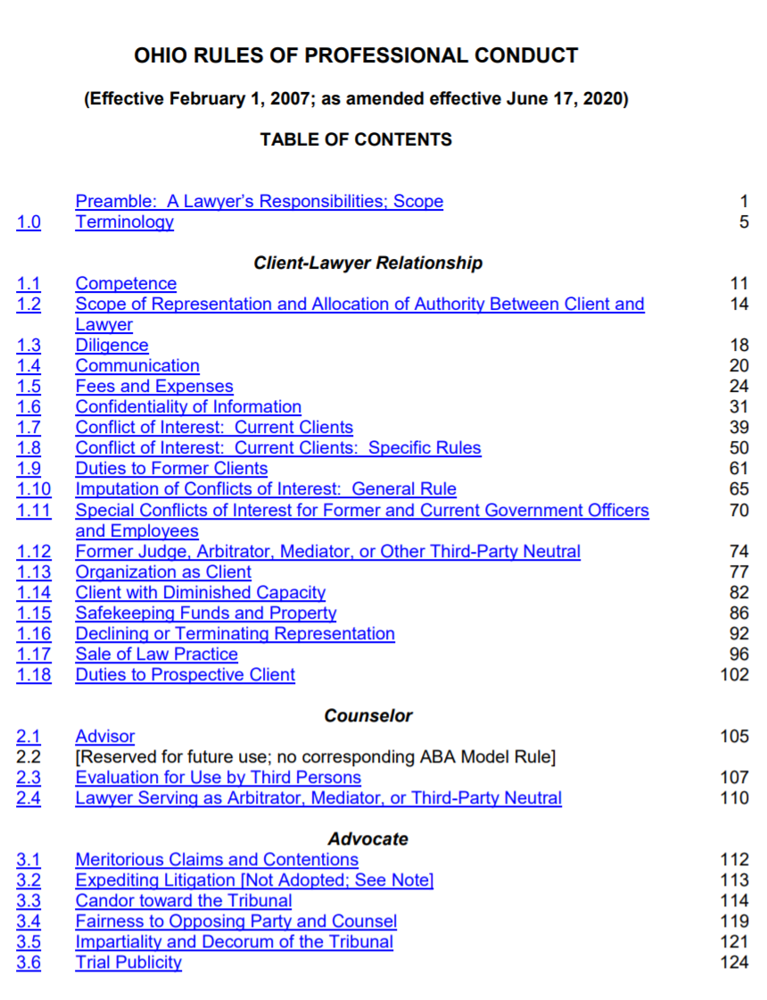 OHIO RULES OF PROFESSIONAL CONDUCT
(Effective February 1, 2007; as amended effective June 17, 2020)
TABLE OF CONTENTS
Preamble: A Lawyer's Responsibilities; Scope 1
1.0 Terminology 5
Client-Lawyer Relationship
1.1 Competence 11
1.2 Scope of Representation and Allocation of Authority Between Client and 14
Lawyer
1.3 Diligence 18
1.4 Communication 20
1.5 Fees and Expenses 24
1.6 Confidentiality of Information 31
1.7 Conflict of Interest: Current Clients 39
1.8 Conflict of Interest: Current Clients: Specific Rules 50
1.9 Duties to Former Clients 61
1.10 Imputation of Conflicts of Interest: General Rule 65
1.11 Special Conflicts of Interest for Former and Current Government Officers 70
and Employees
1.12 Former Judge, Arbitrator, Mediator, or Other Third-Party Neutral 74
1.13 Organization as Client 77
1.14 Client with Diminished Capacity 82
1.15 Safekeeping Funds and Property 86
1.16 Declining or Terminating Representation 92
1.17 Sale of Law Practice 96
1.18 Duties to Prospective Client 102
Counselor
2.1 Advisor 105
2.2 [Reserved for future use; no corresponding ABA Model Rule]
2.3 Evaluation for Use by Third Persons 107
2.4 Lawyer Serving as Arbitrator, Mediator, or Third-Party Neutral 110
Advocate
3.1 Meritorious Claims and Contentions 112
3.2 Expediting Litigation [Not Adopted; See Note] 113
3.3 Candor toward the Tribunal 114
3.4 Fairness to Opposing Party and Counsel 119
3.5 Impartiality and Decorum of the Tribunal 121
3.6 Trial Publicity 124